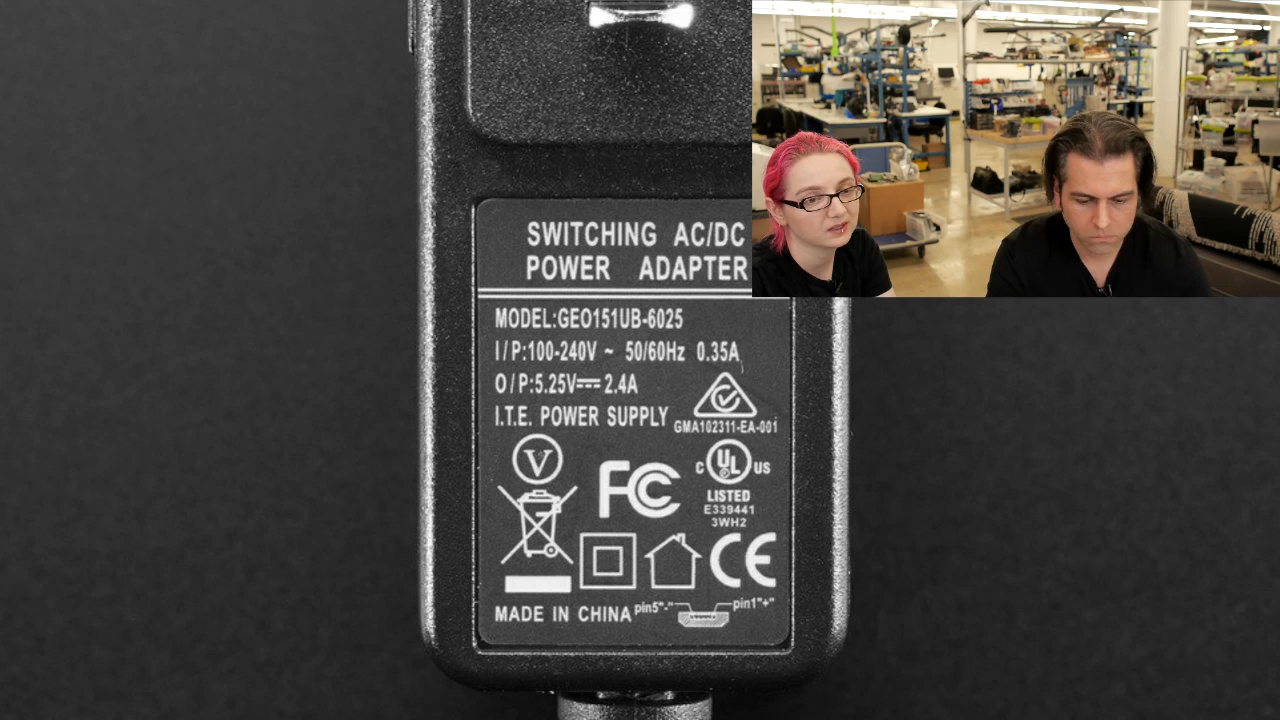 SWITCHING AC/DC
POWER ADAPTER
MODEL:GEO151UB-6025
I/P:100-240V ~ 50/60Hz 0.35A
O/P:5.25V⎓2.4A
I.T.E. POWER SUPPLY
GMA102311-EA-001
V
FC
C UL US
LISTED
E339441
3WH2
CE
MADE IN CHINA
pin5"-"
pin1"+"